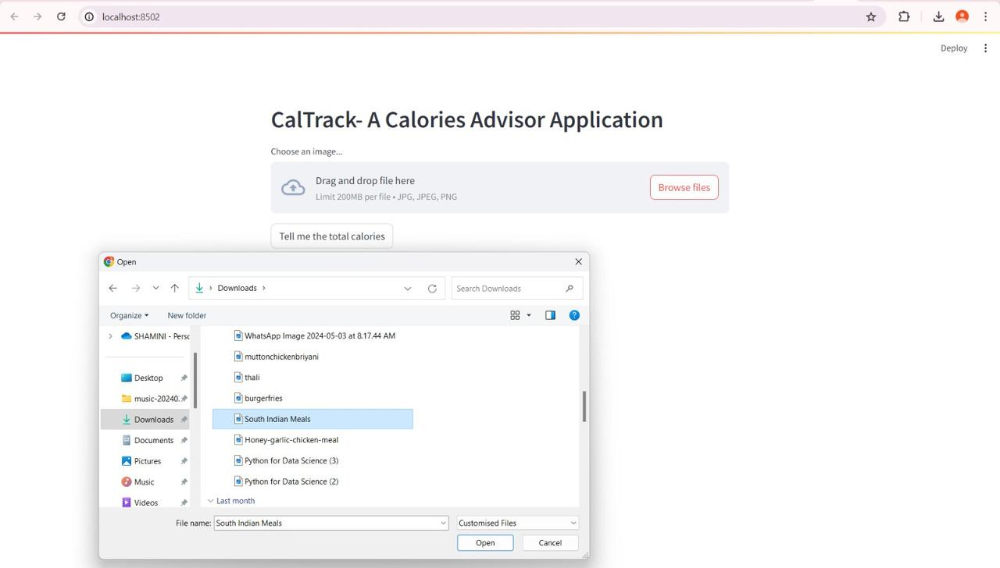 localhost:8502
Deploy
CalTrack- A Calories Advisor Application
Choose an image...
Drag and drop file here
Limit 200MB per file • JPG, JPEG, PNG
Browse files
Tell me the total calories
Open
Downloads
Search Downloads
Organize
New folder
SHAMINI - Persc
Desktop
music-20240.
Downloads
Documents
Pictures
Music
Videos
WhatsApp Image 2024-05-03 at 8.17.44 AM
muttonchickenbriyani
thali
burgerfries
South Indian Meals
Honey-garlic-chicken-meal
Python for Data Science (3)
Python for Data Science (2)
Last month
File name: South Indian Meals
Customised Files
Open
Cancel